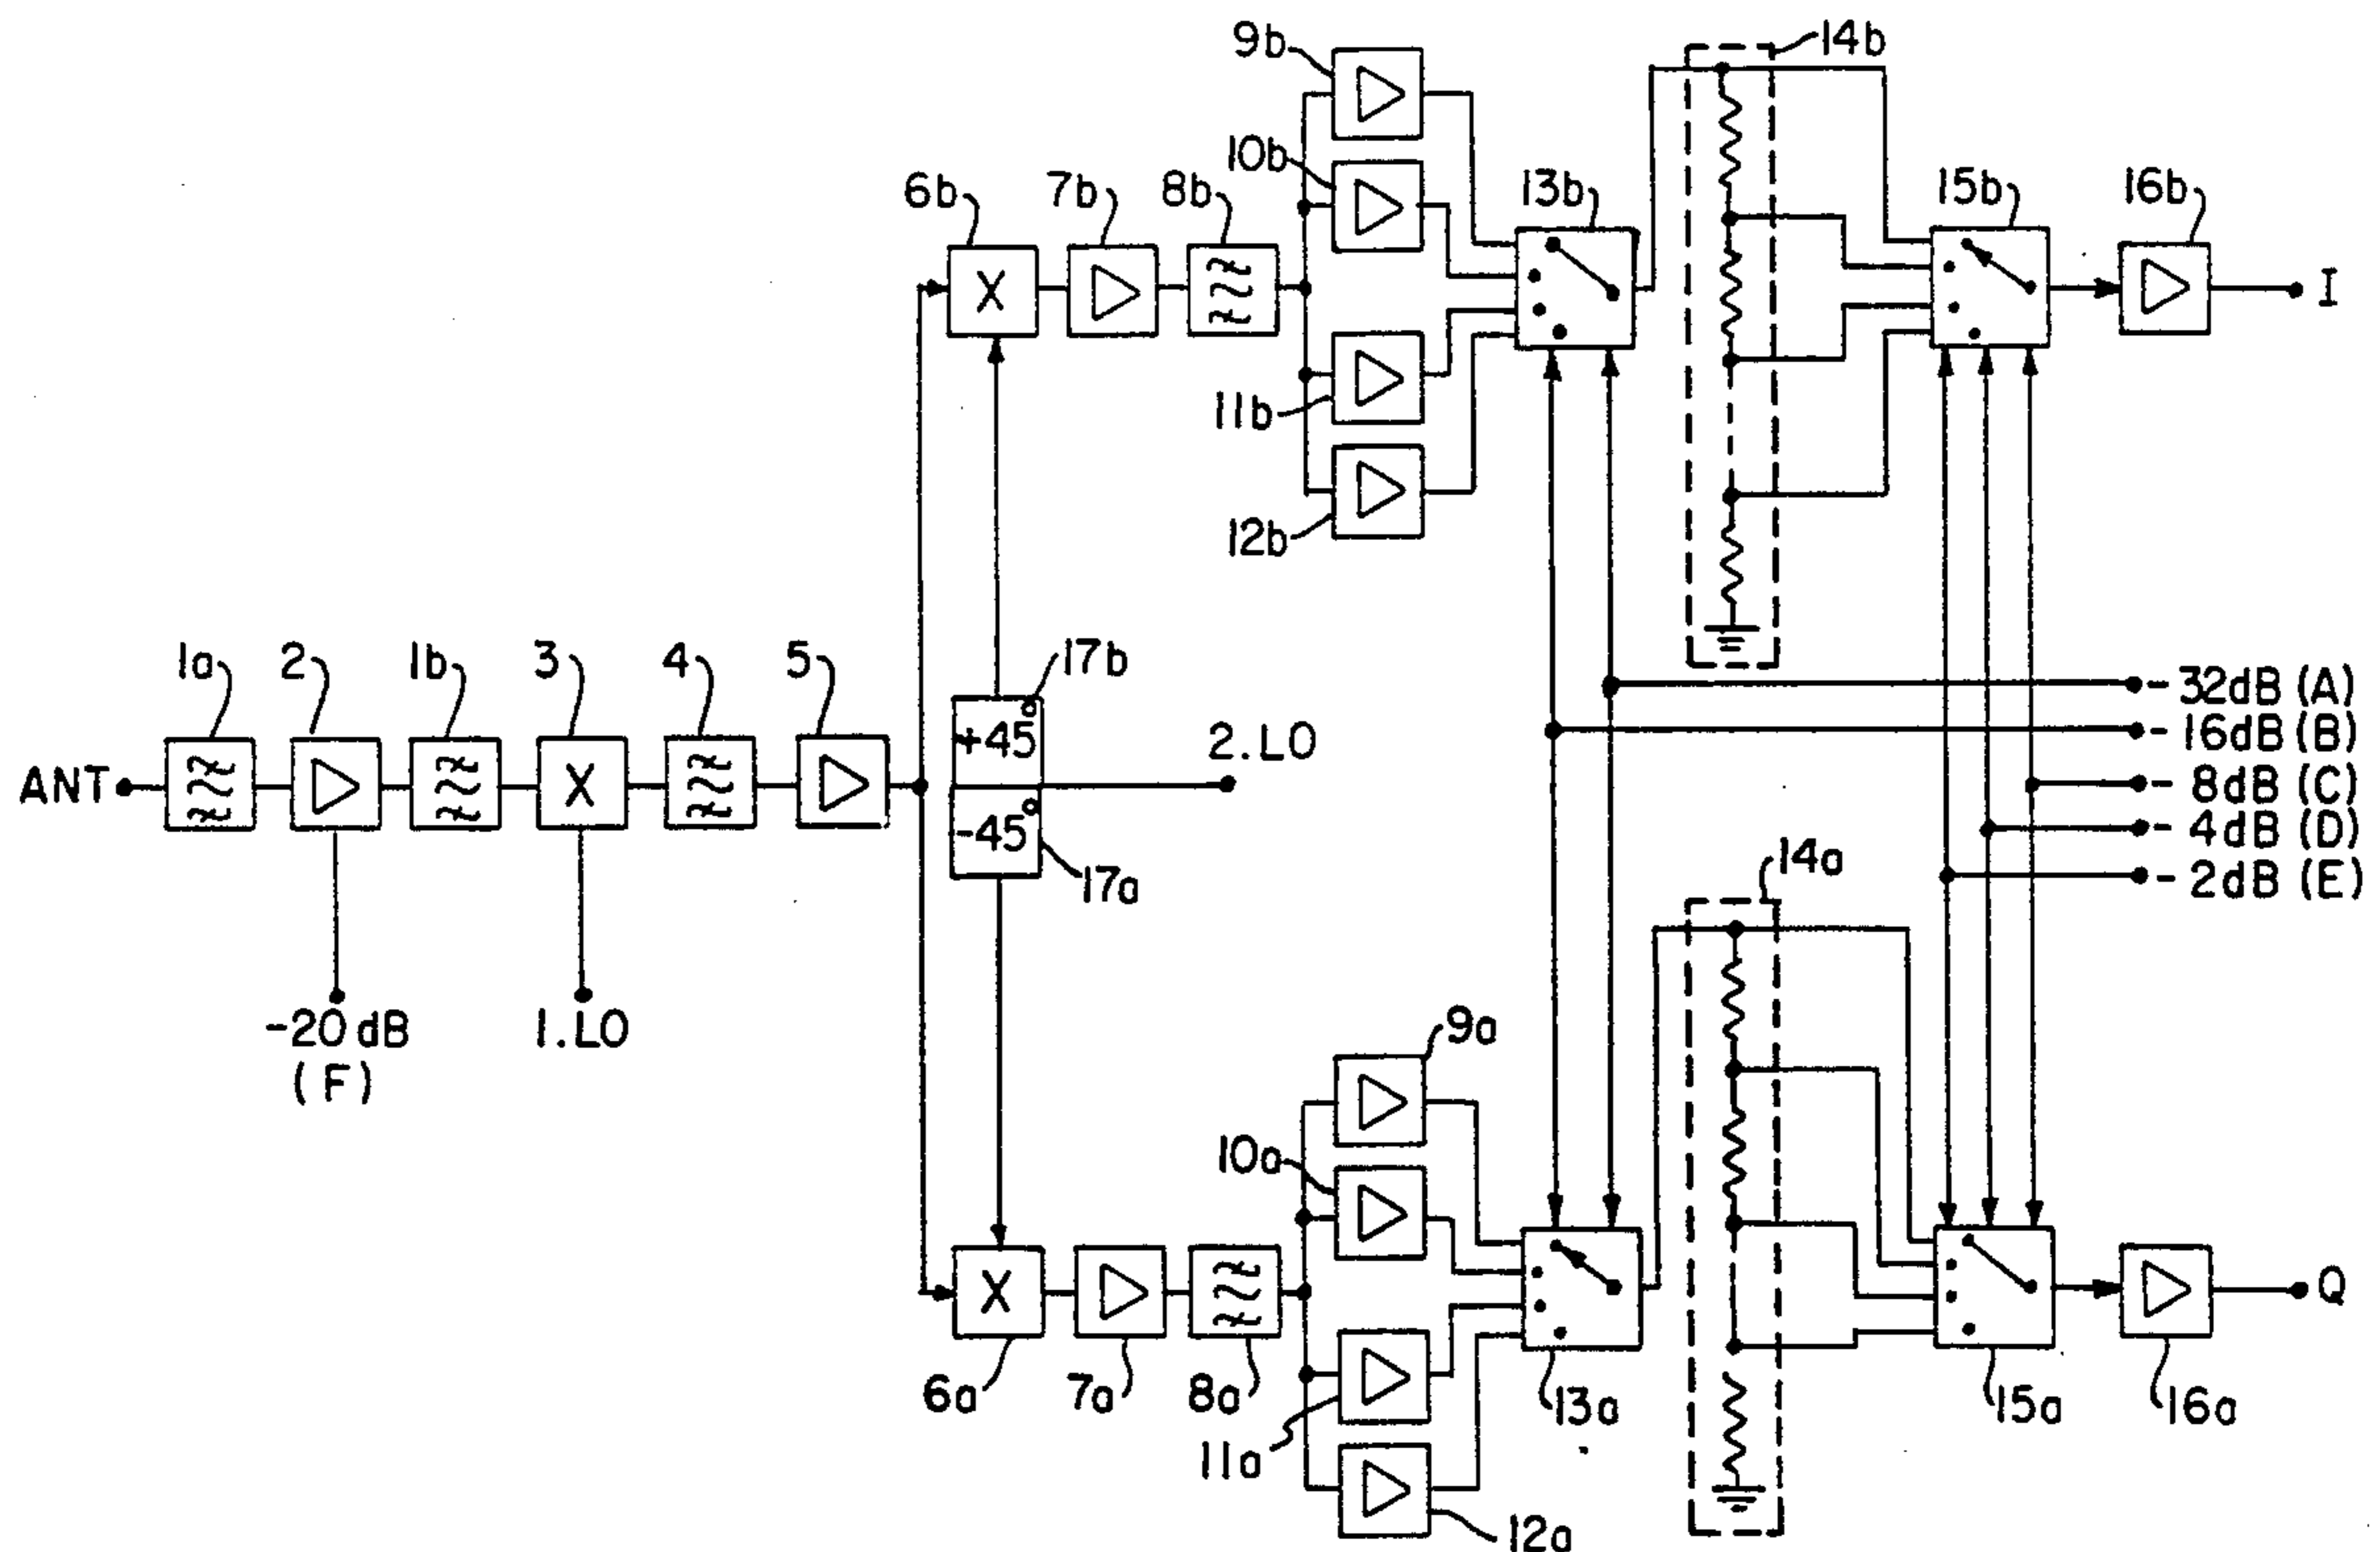 9b
14b
10b
6b
7b
8b
13b
15b
16b
X
I
11b
12b
1a
2
1b
3
4
5
17b
+45°
-32dB (A)
2.LO
-16dB (B)
ANT
X
-8dB (C)
-45°
-4dB (D)
17a
14a
-2dB (E)
-20dB
(F)
1.LO
9a
10a
X
Q
6a
7a
8a
13a
15a
16a
11a
12a